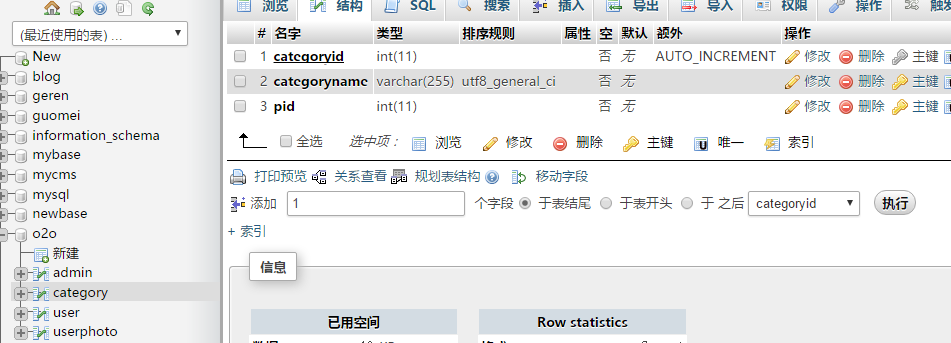 浏览 结构 SQL 搜索 插入 导出 导入 权限 操作
(最近使用的表) ...
New
blog
geren
guomei
information_schema
mybase
mycms
mysql
newbase
o2o
新建
admin
category
user
userphoto
# 名字 类型 排序规则 属性 空 默认 额外 操作
1 categoryid int(11) 否 无 AUTO_INCREMENT 修改 删除 主键
2 categoryname varchar(255) utf8_general_ci 否 无 修改 删除 主键
3 pid int(11) 否 无 修改 删除 主键
全选 选中项: 浏览 修改 删除 主键 唯一 索引
打印预览 关系查看 规划表结构 移动字段
添加 1 个字段 于表结尾 于表开头 于 之后 categoryid 执行
+ 索引
信息
已用空间 Row statistics